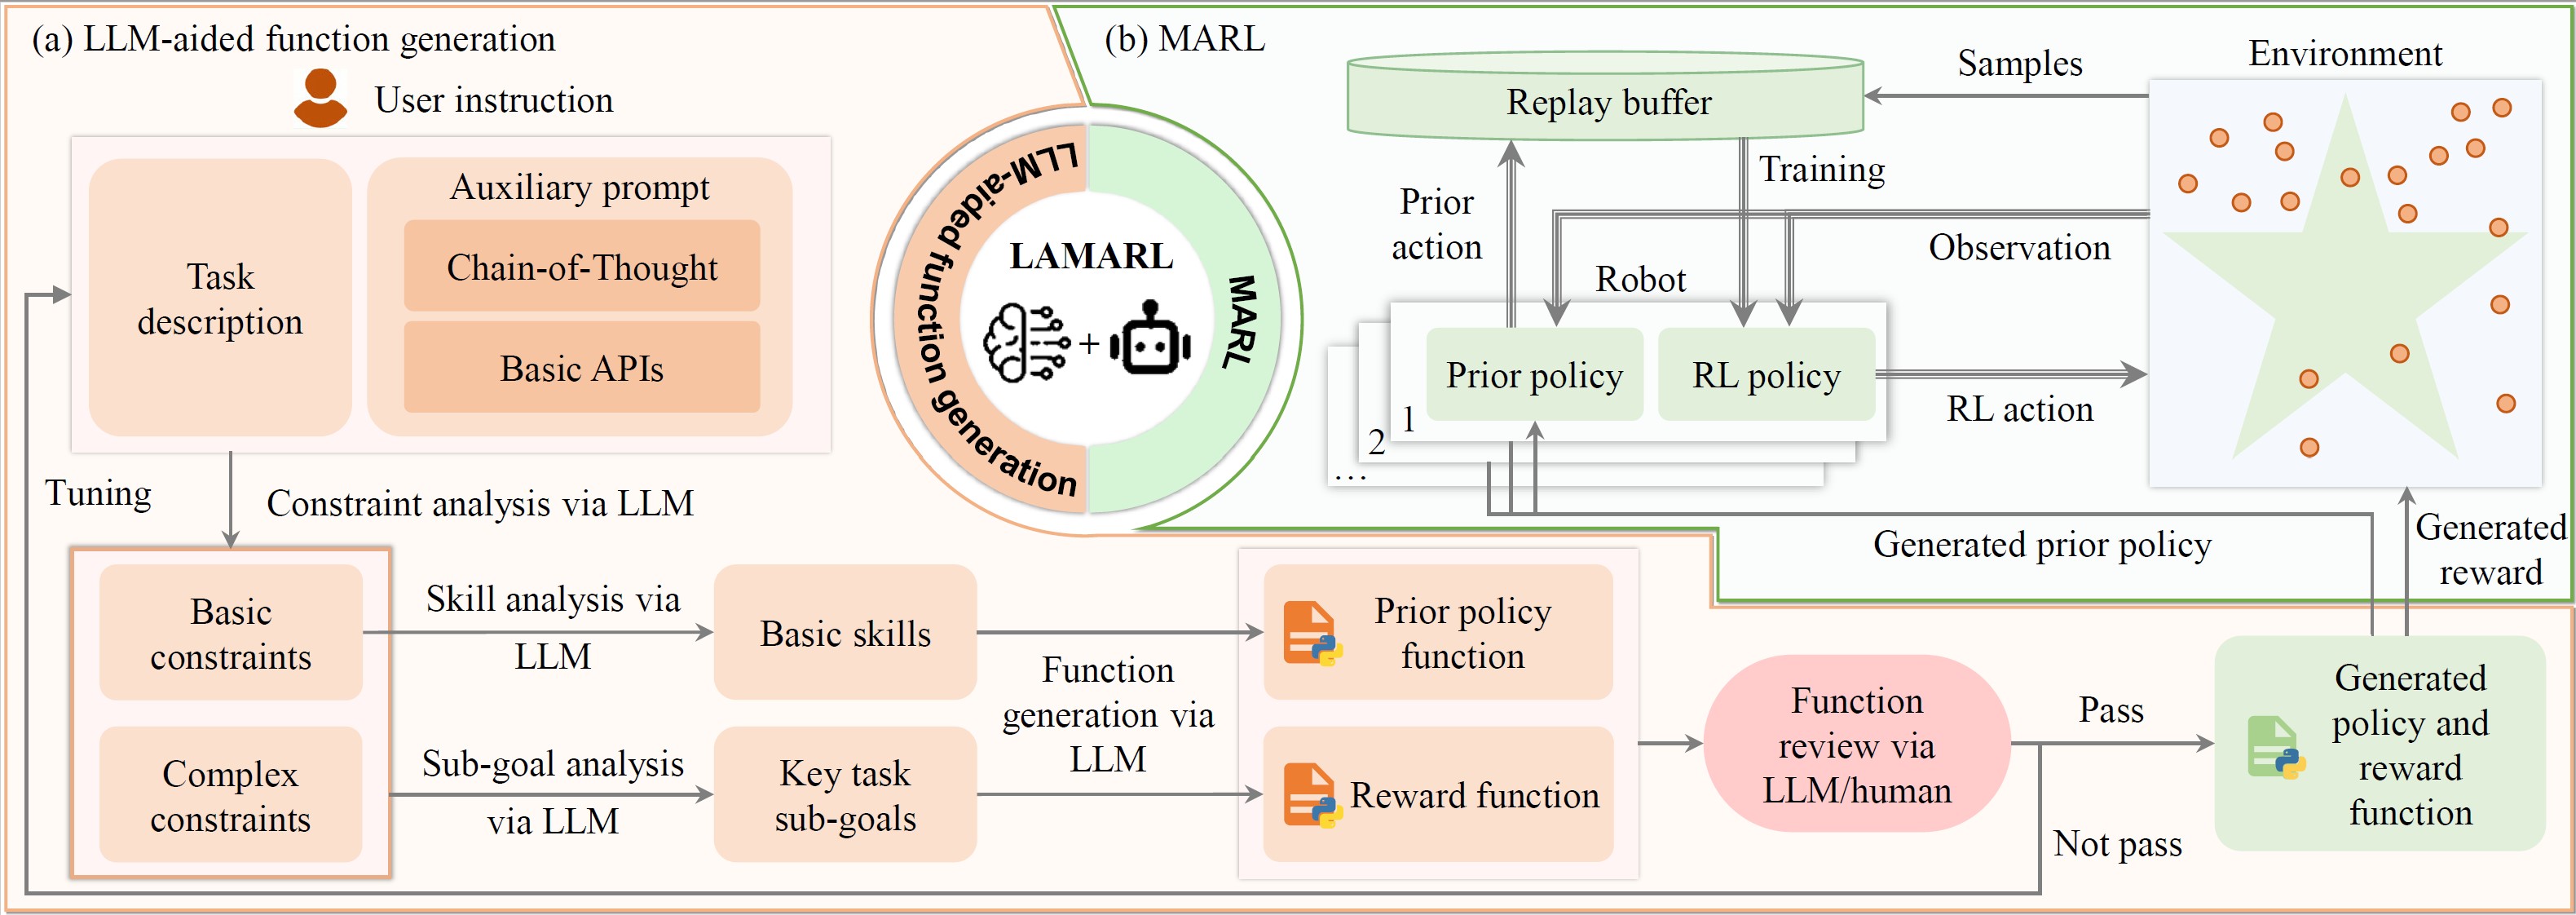 (a) LLM-aided function generation
User instruction
Task
description
Auxiliary prompt
Chain-of-Thought
Basic APIs
Tuning
Constraint analysis via LLM
Basic
constraints
Complex
constraints
Skill analysis via
LLM
Sub-goal analysis
via LLM
Basic skills
Key task
sub-goals
Function
generation via
LLM
Prior policy
function
Reward function
Function
review via
LLM/human
Pass
Not pass
Generated
policy and
reward
function
LLM-aided function generation
LAMARL
+
MARL
(b) MARL
Replay buffer
Samples
Environment
Prior
action
Training
Observation
Robot
Prior policy
RL policy
1
2
...
RL action
Generated prior policy
Generated
reward